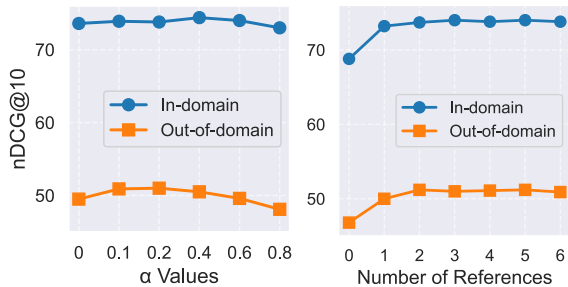 nDCG@10
70
60
50
In-domain
Out-of-domain
0 0.1 0.2 0.4 0.6 0.8
α Values
70
60
50
In-domain
Out-of-domain
0 1 2 3 4 5 6
Number of References